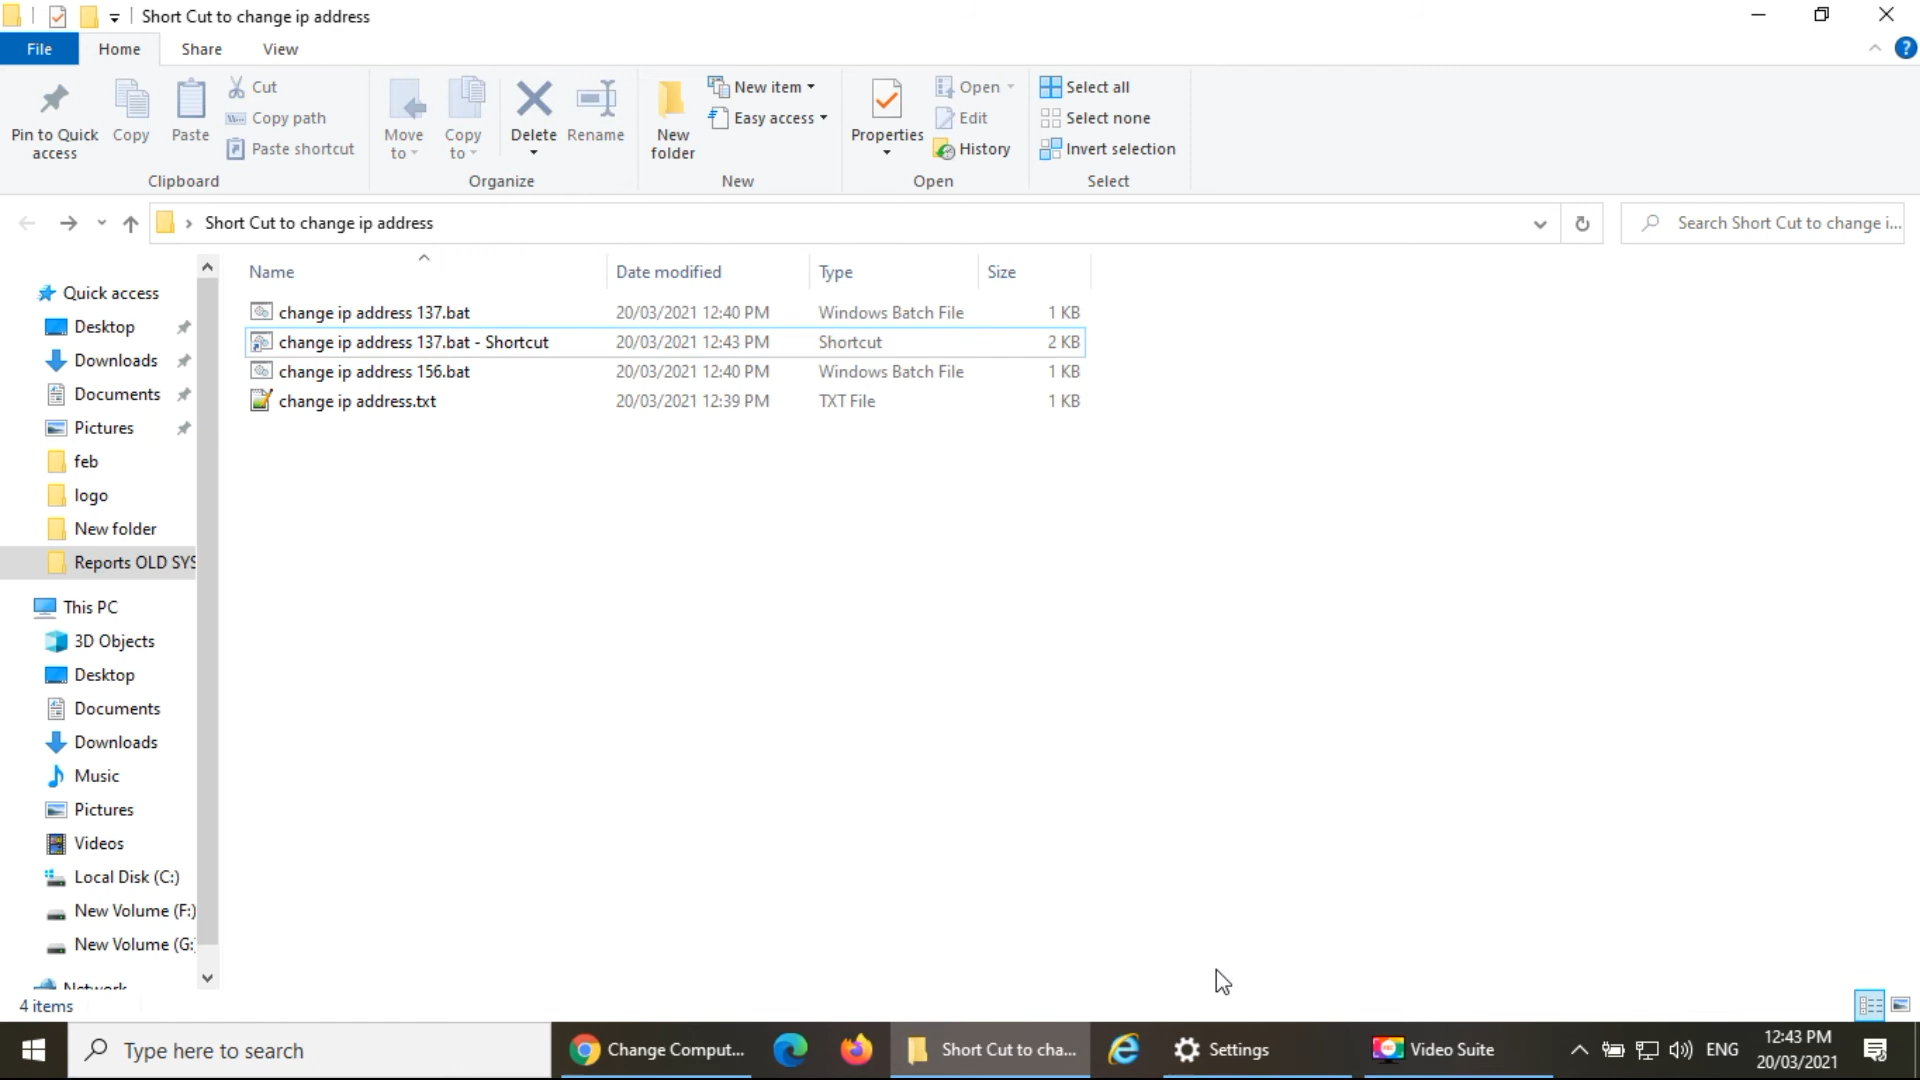 Short Cut to change ip address
File Home Share View
Pin to Quick access
Copy
Paste
Cut
Copy path
Paste shortcut
Clipboard
Move to
Copy to
Delete
Rename
Organize
New folder
New item
Easy access
New
Properties
Open
Edit
History
Open
Select all
Select none
Invert selection
Select
Short Cut to change ip address
Search Short Cut to change i...
Name Date modified Type Size
change ip address 137.bat 20/03/2021 12:40 PM Windows Batch File 1 KB
change ip address 137.bat - Shortcut 20/03/2021 12:43 PM Shortcut 2 KB
change ip address 156.bat 20/03/2021 12:40 PM Windows Batch File 1 KB
change ip address.txt 20/03/2021 12:39 PM TXT File 1 KB
Quick access
Desktop
Downloads
Documents
Pictures
feb
logo
New folder
Reports OLD SYS
This PC
3D Objects
Desktop
Documents
Downloads
Music
Pictures
Videos
Local Disk (C:)
New Volume (F:)
New Volume (G:
Network
4 items
Type here to search
Change Comput...
Short Cut to cha...
Settings
Video Suite
ENG
12:43 PM
20/03/2021